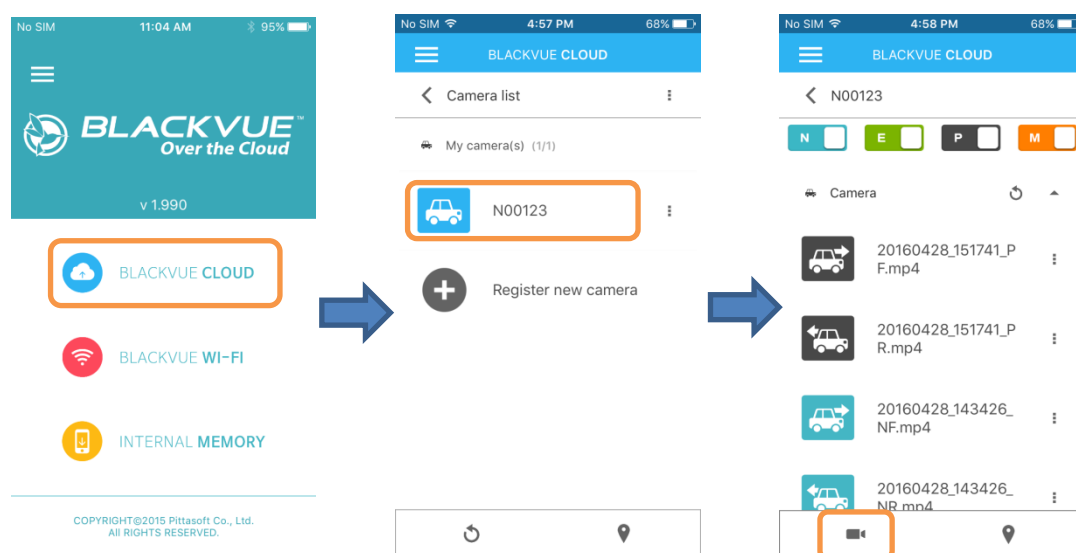 No SIM 11:04 AM 95%
BLACKVUE™
Over the Cloud
v 1.990
BLACKVUE CLOUD
BLACKVUE WI-FI
INTERNAL MEMORY
COPYRIGHT©2015 Pittasoft Co., Ltd.
All RIGHTS RESERVED.
No SIM 4:57 PM 68%
BLACKVUE CLOUD
Camera list
My camera(s) (1/1)
N00123
Register new camera
No SIM 4:58 PM 68%
BLACKVUE CLOUD
N00123
N E P M
Camera
20160428_151741_P
F.mp4
20160428_151741_P
R.mp4
20160428_143426_
NF.mp4
20160428_143426_
NR.mp4